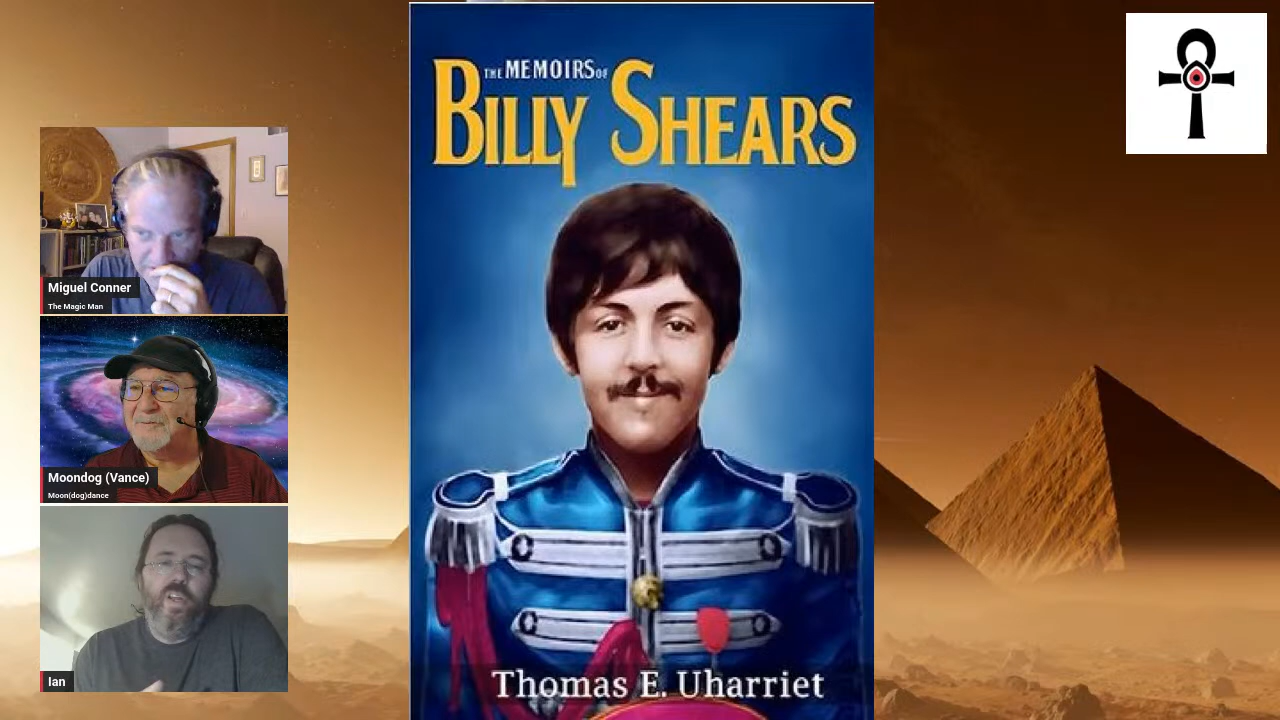 THE MEMOIRS OF
BILLY SHEARS
Miguel Conner
The Magic Man
Moondog (Vance)
Moon(dog)dance
Ian
Thomas E. Uharriet